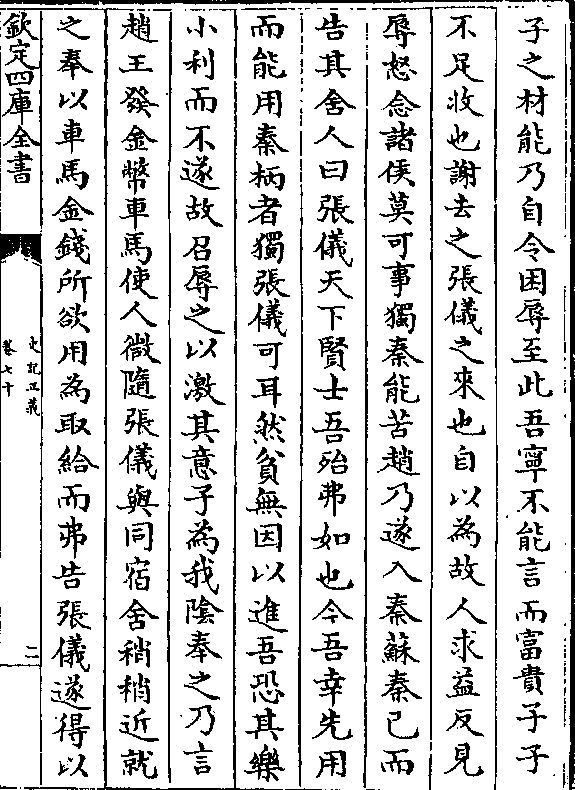 子之材能乃自令困辱至此吾寧不能言而富貴子子
不足收也謝去之張儀之來也自以為故人求益反見
辱怒念諸侯莫可事獨秦能苦趙乃遂入秦蘇秦已而
告其舍人曰張儀天下賢士吾殆弗如也今吾幸先用
而能用秦柄者獨張儀可耳然貧無因以進吾恐其樂
小利而不遂故召辱之以激其意子為我陰奉之乃言
趙王發金幣車馬使人微隨張儀與同宿舍稍稍近就
之奉以車馬金錢所欲用為取給而弗告張儀遂得以
欽定四庫全書
史記正義
卷七十
二